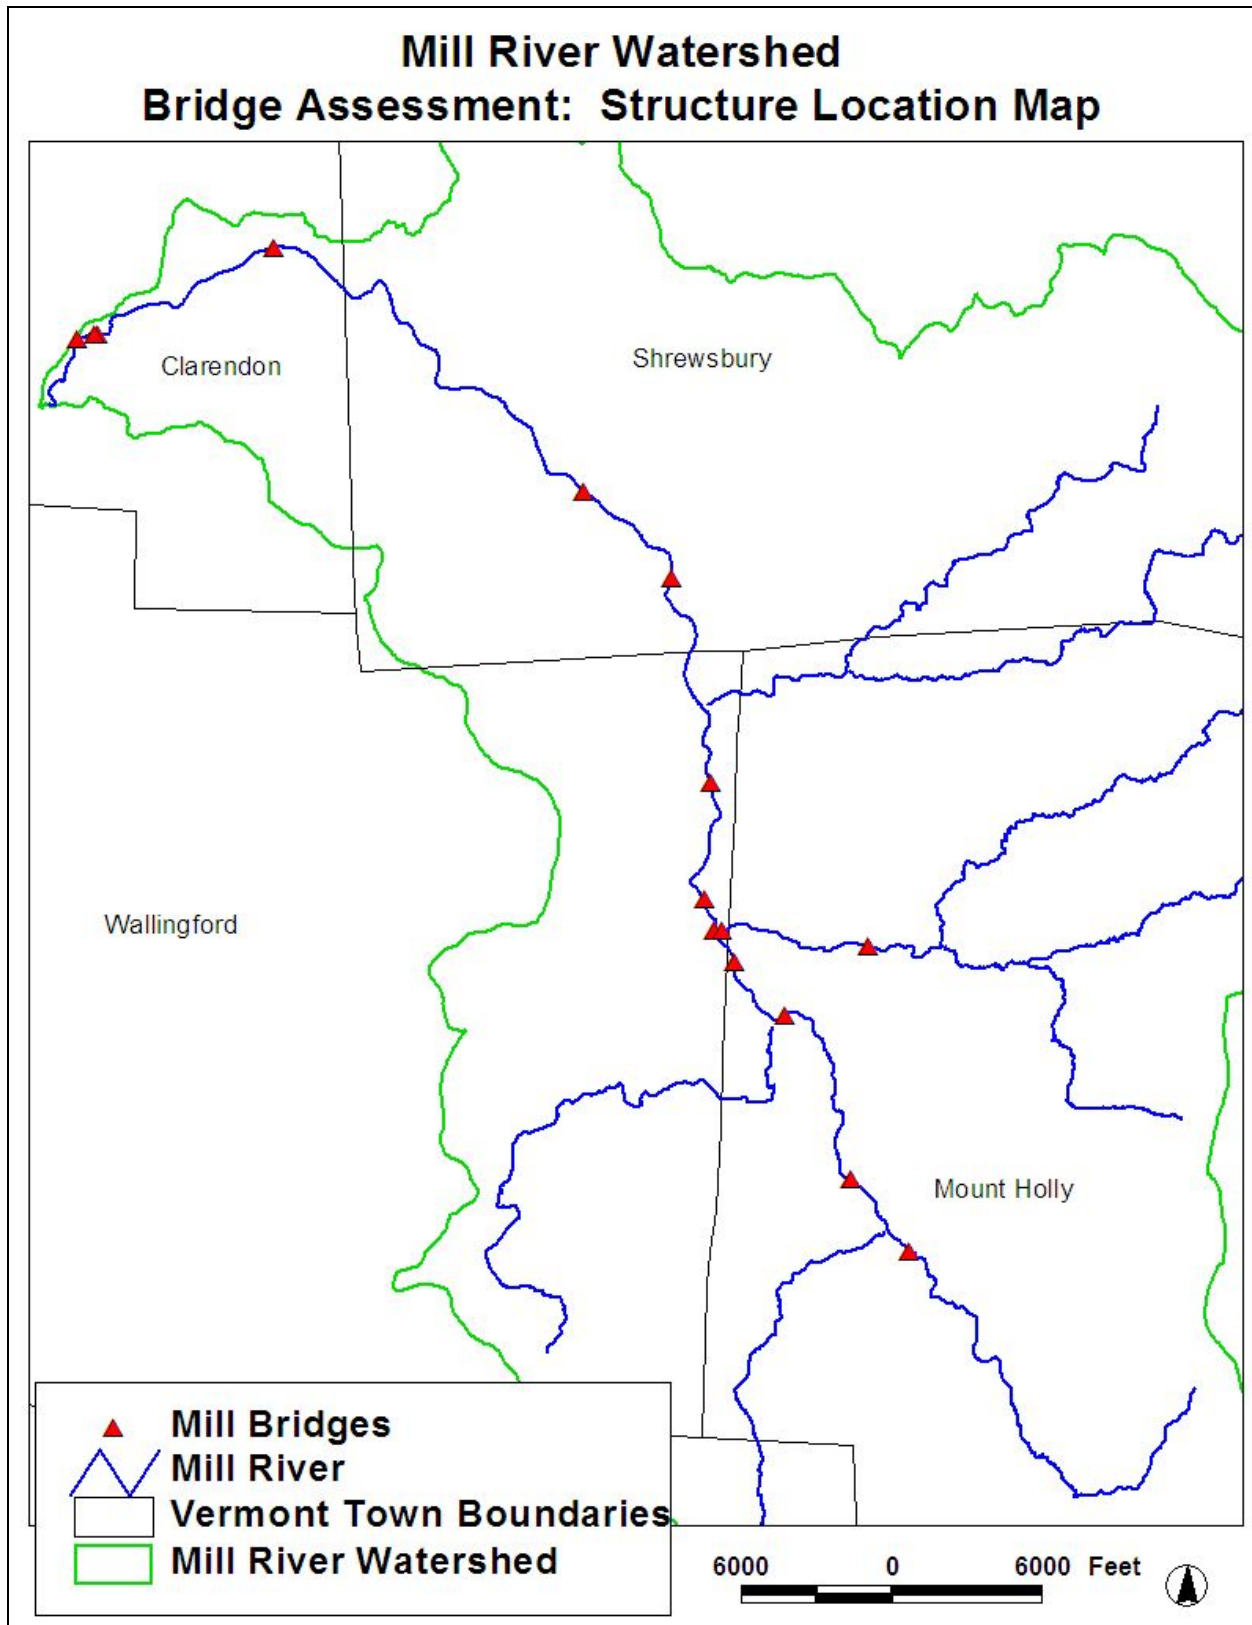 Mill River Watershed
Bridge Assessment: Structure Location Map
Clarendon
Shrewsbury
Wallingford
Mount Holly
Mill Bridges
Mill River
Vermont Town Boundaries
Mill River Watershed
6000 0 6000 Feet